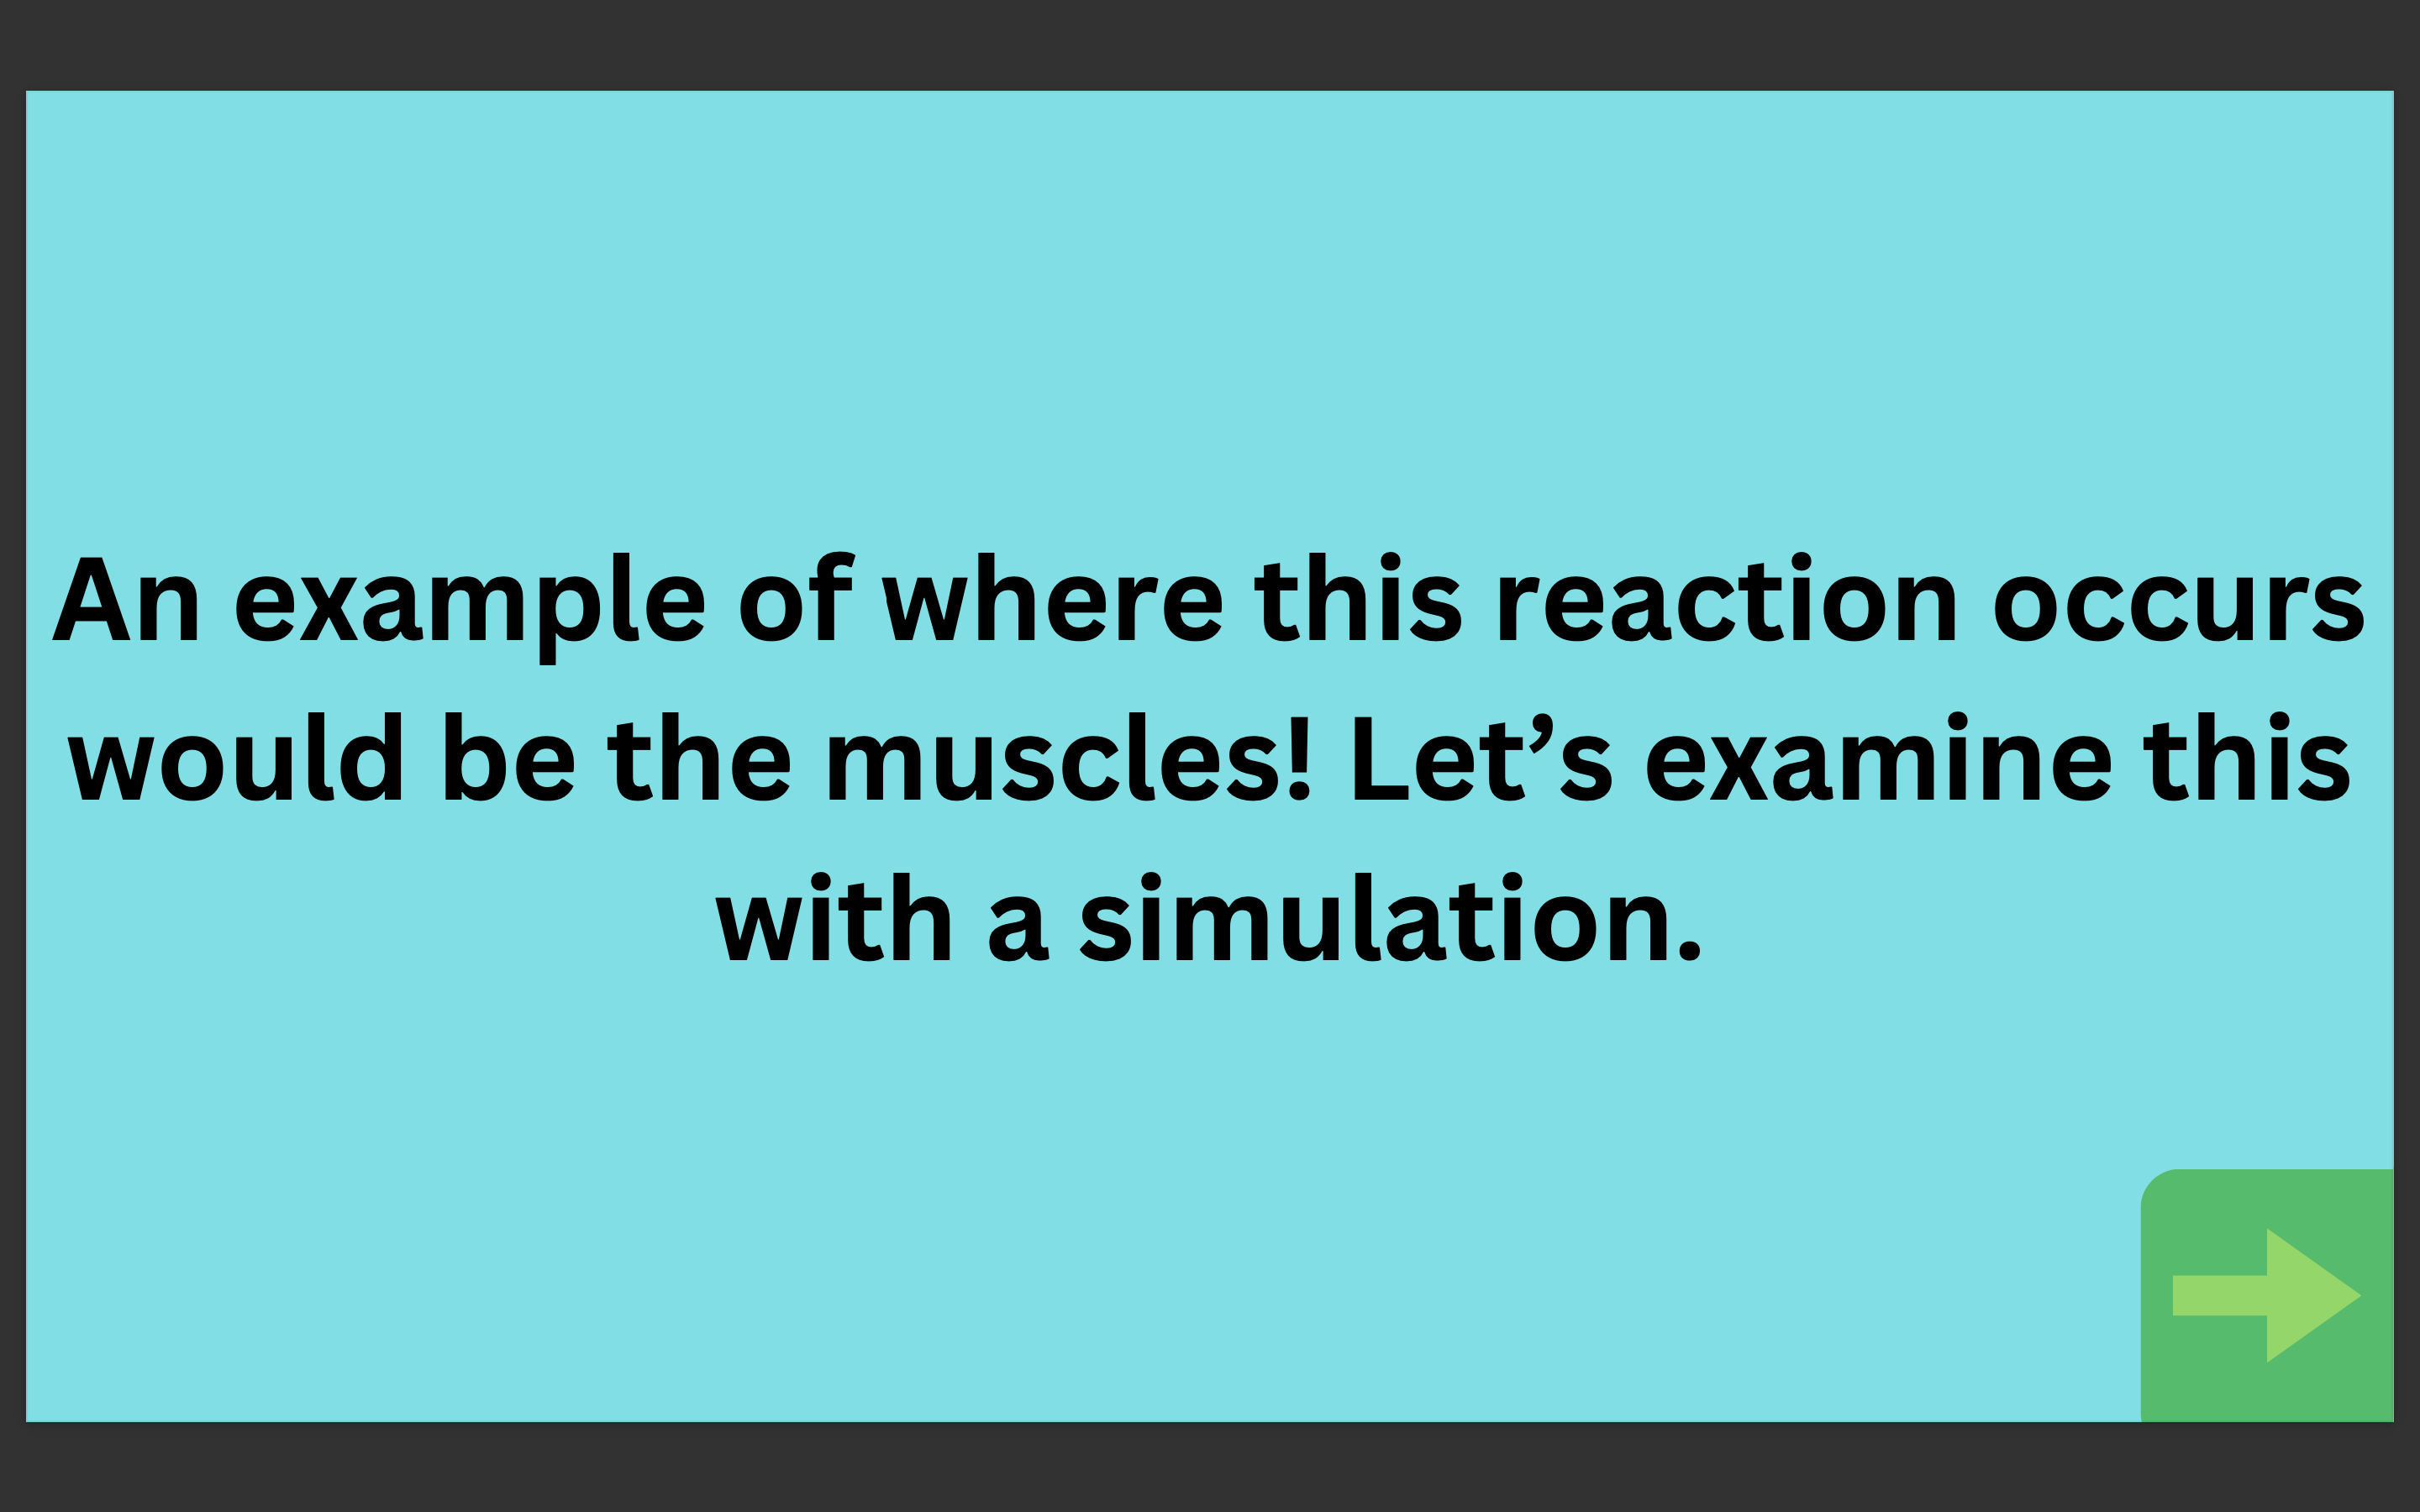 An example of where this reaction occurs
would be the muscles! Let’s examine this
with a simulation.